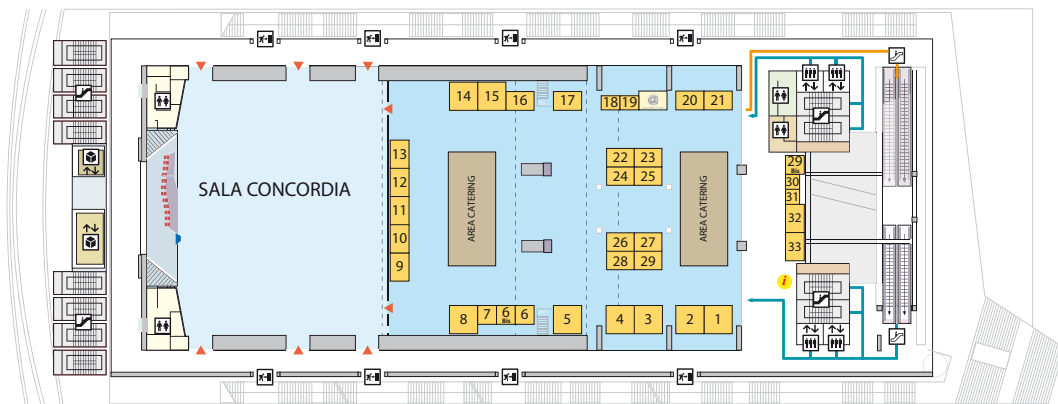 14 15 16 17 18 19 @ 20 21
13
12
11
10
9
SALA CONCORDIA
AREA CATERING
22 23
24 25
26 27
28 29
AREA CATERING
29
Bis
30
31
32
33
i
8 7 6 6 5 4 3 2 1
Bis